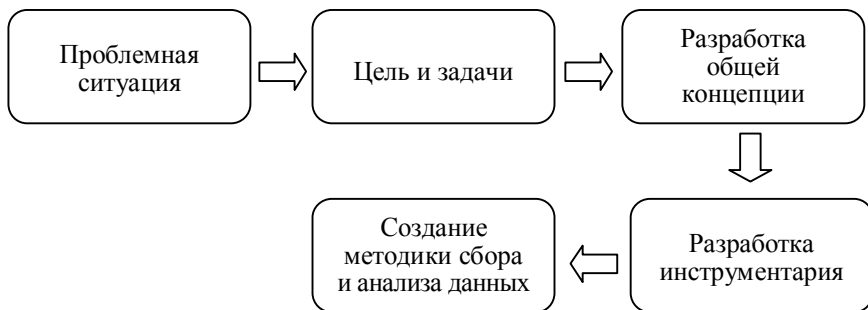 Проблемная
ситуация
Цель и задачи
Разработка
общей
концепции
Разработка
инструментария
Создание
методики сбора
и анализа данных